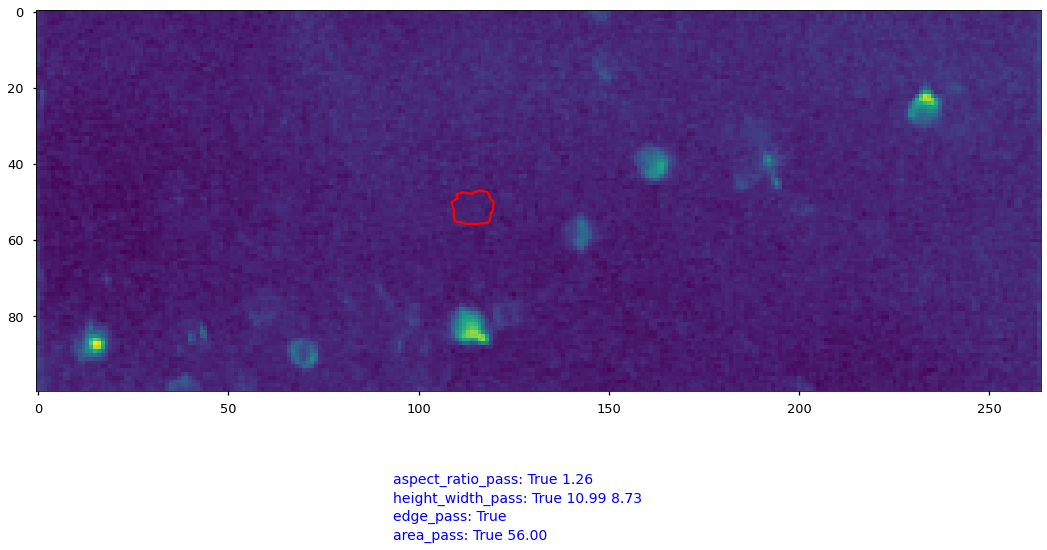 0
20
40
60
80
0 50 100 150 200 250
aspect_ratio_pass: True 1.26
height_width_pass: True 10.99 8.73
edge_pass: True
area_pass: True 56.00